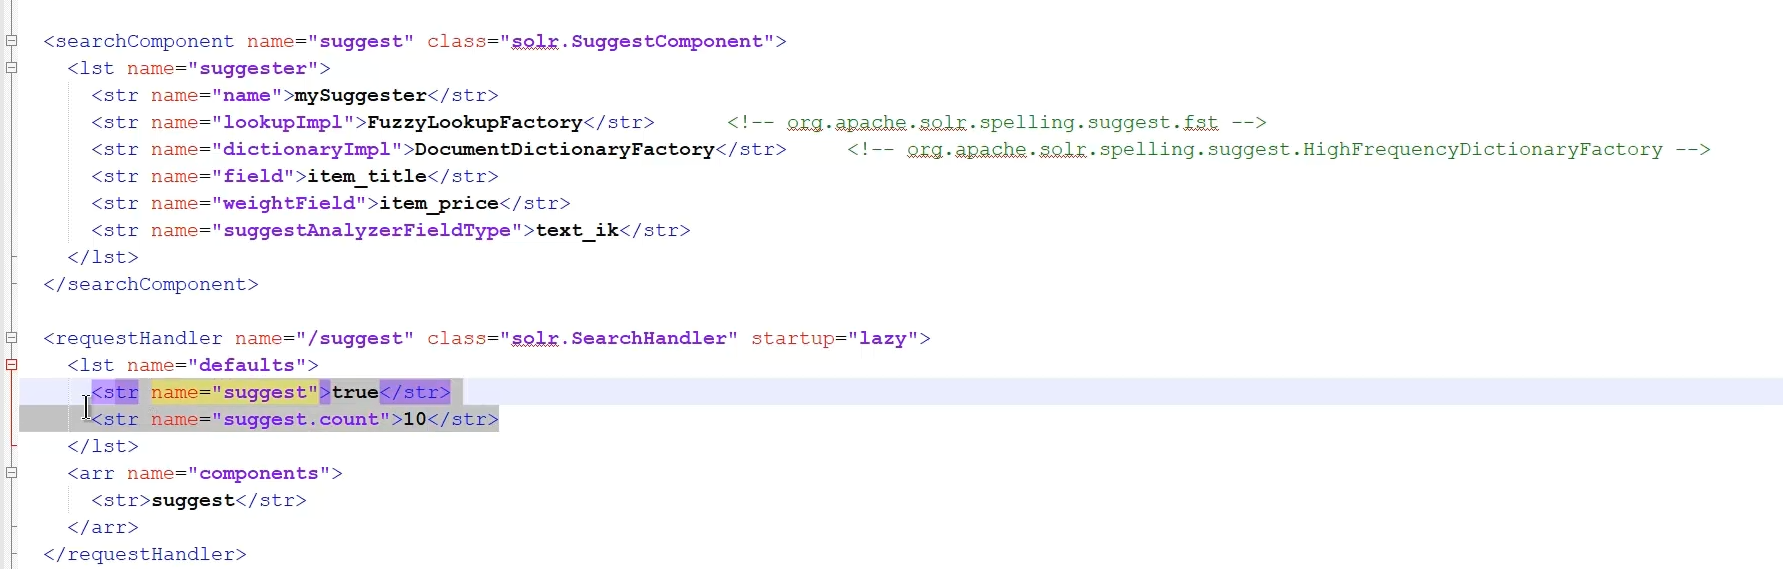 <searchComponent name="suggest" class="solr.SuggestComponent">
<lst name="suggester">
<str name="name">mySuggester</str>
<str name="lookupImpl">FuzzyLookupFactory</str> <!-- org.apache.solr.spelling.suggest.fst -->
<str name="dictionaryImpl">DocumentDictionaryFactory</str> <!-- org.apache.solr.spelling.suggest.HighFrequencyDictionaryFactory -->
<str name="field">item_title</str>
<str name="weightField">item_price</str>
<str name="suggestAnalyzerFieldType">text_ik</str>
</lst>
</searchComponent>
<requestHandler name="/suggest" class="solr.SearchHandler" startup="lazy">
<lst name="defaults">
<str name="suggest">true</str>
<str name="suggest.count">10</str>
</lst>
<arr name="components">
<str>suggest</str>
</arr>
</requestHandler>